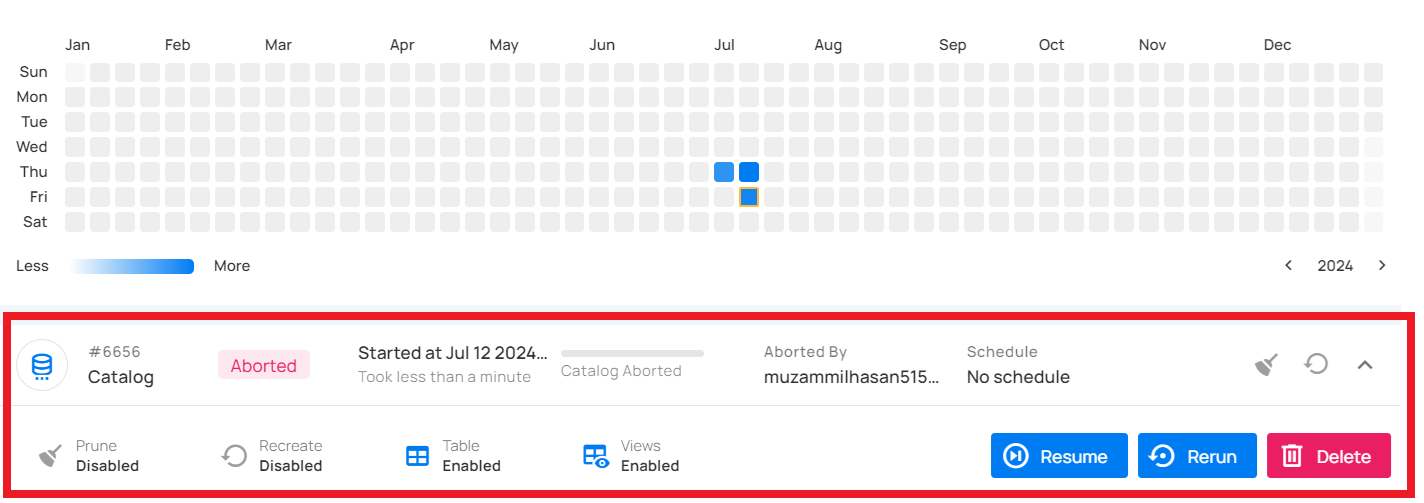 Jan Feb Mar Apr May Jun Jul Aug Sep Oct Nov Dec
Sun
Mon
Tue
Wed
Thu
Fri
Sat
Less More 2024
#6656
Catalog
Aborted
Started at Jul 12 2024...
Took less than a minute
Catalog Aborted
Aborted By
muzammilhasan515...
Schedule
No schedule
Prune
Disabled
Recreate
Disabled
Table
Enabled
Views
Enabled
Resume
Rerun
Delete